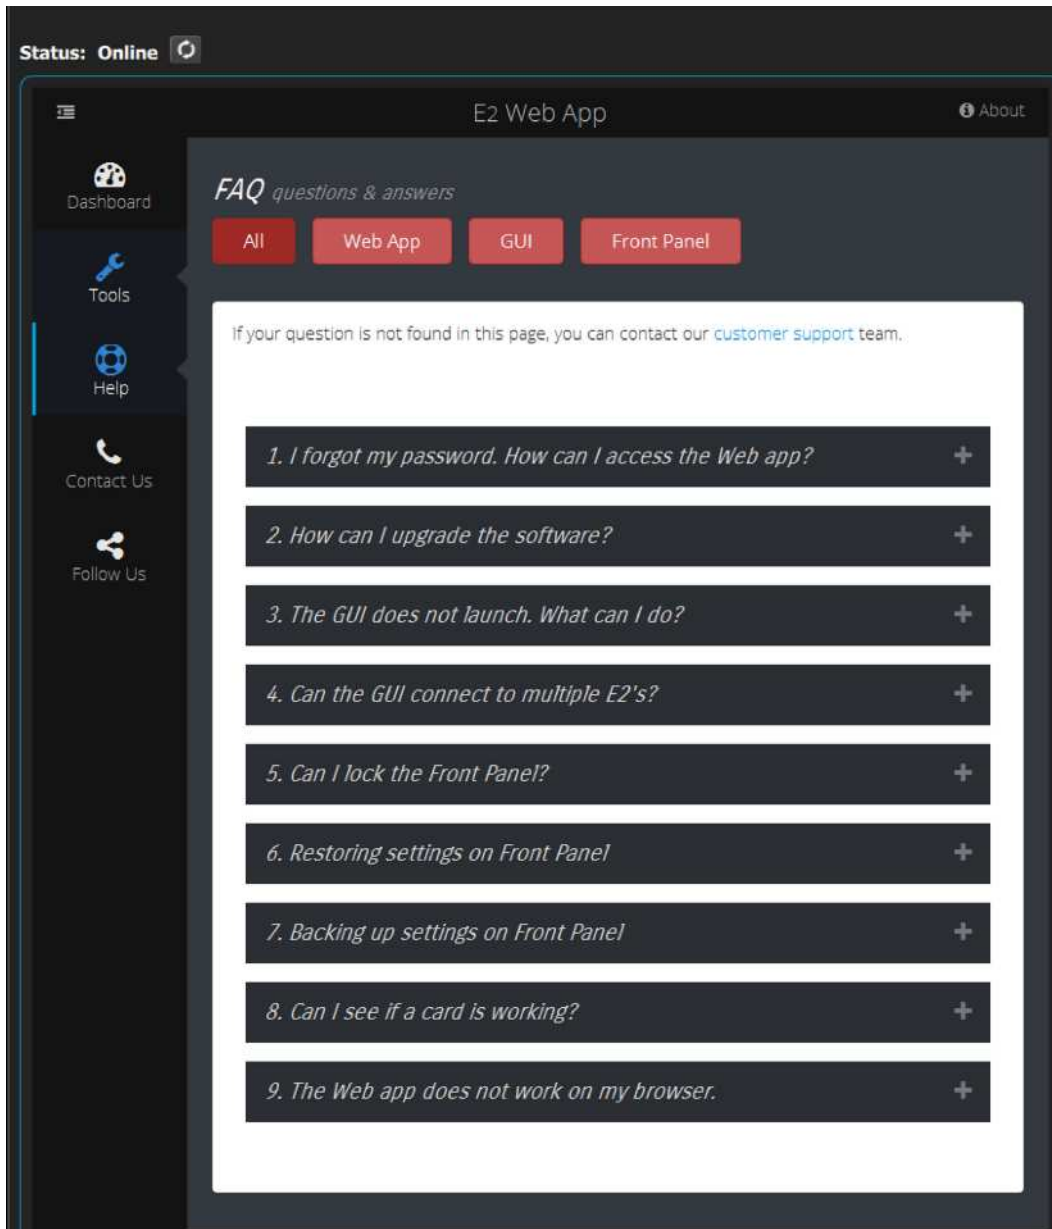 Status: Online
E2 Web App
About
Dashboard
Tools
Help
Contact Us
Follow Us
FAQ questions & answers
All
Web App
GUI
Front Panel
If your question is not found in this page, you can contact our customer support team.
1. I forgot my password. How can I access the Web app?
2. How can I upgrade the software?
3. The GUI does not launch. What can I do?
4. Can the GUI connect to multiple E2's?
5. Can I lock the Front Panel?
6. Restoring settings on Front Panel
7. Backing up settings on Front Panel
8. Can I see if a card is working?
9. The Web app does not work on my browser.